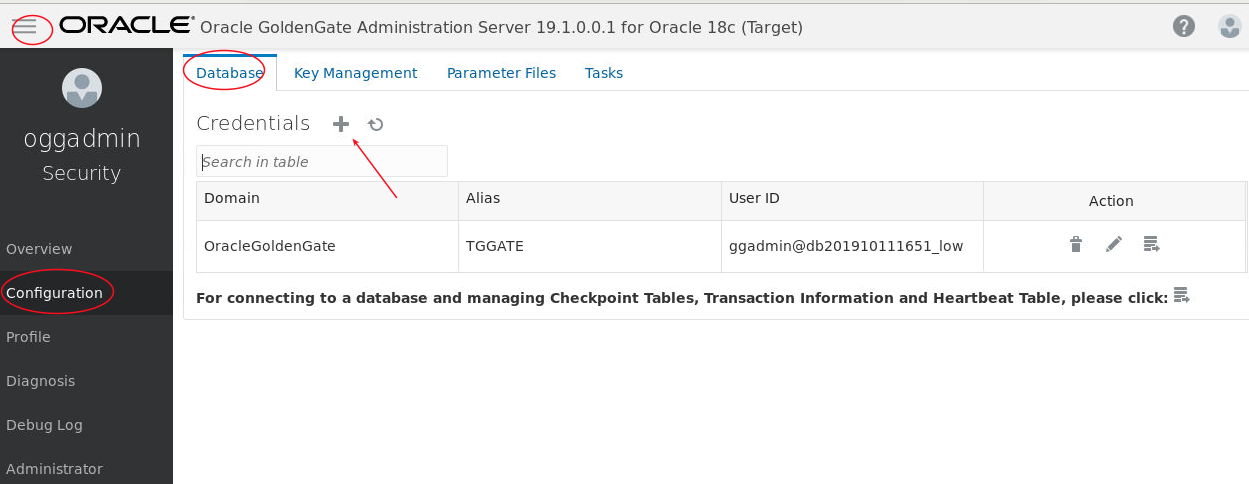 ORACLE® Oracle GoldenGate Administration Server 19.1.0.0.1 for Oracle 18c (Target)
oggadmin
Security
Overview
Configuration
Profile
Diagnosis
Debug Log
Administrator
Database Key Management Parameter Files Tasks
Credentials
Search in table
Domain Alias User ID Action
OracleGoldenGate TGGATE ggadmin@db201910111651_low
For connecting to a database and managing Checkpoint Tables, Transaction Information and Heartbeat Table, please click: